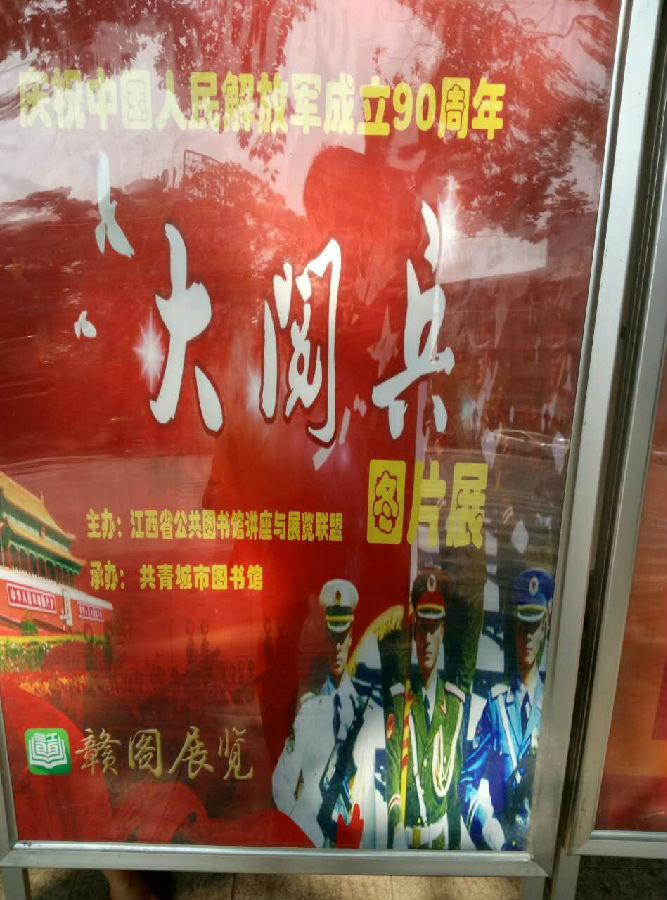 庆祝中国人民解放军成立90周年
大阅兵
图片展
主办：江西省公共图书馆讲座与展览联盟
承办：共青城市图书馆
赣图展览